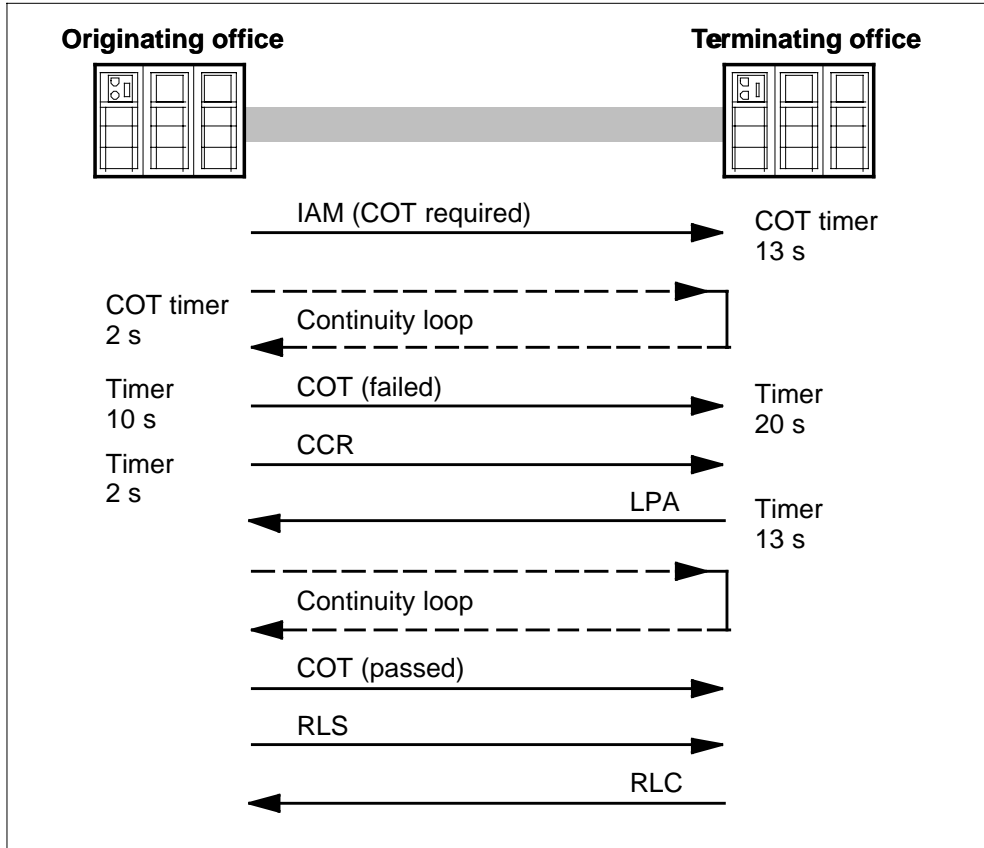 Originating office
Terminating office
IAM (COT required)
COT timer
13 s
COT timer
2 s
Continuity loop
Timer
10 s
COT (failed)
Timer
20 s
CCR
Timer
2 s
LPA
Timer
13 s
Continuity loop
COT (passed)
RLS
RLC